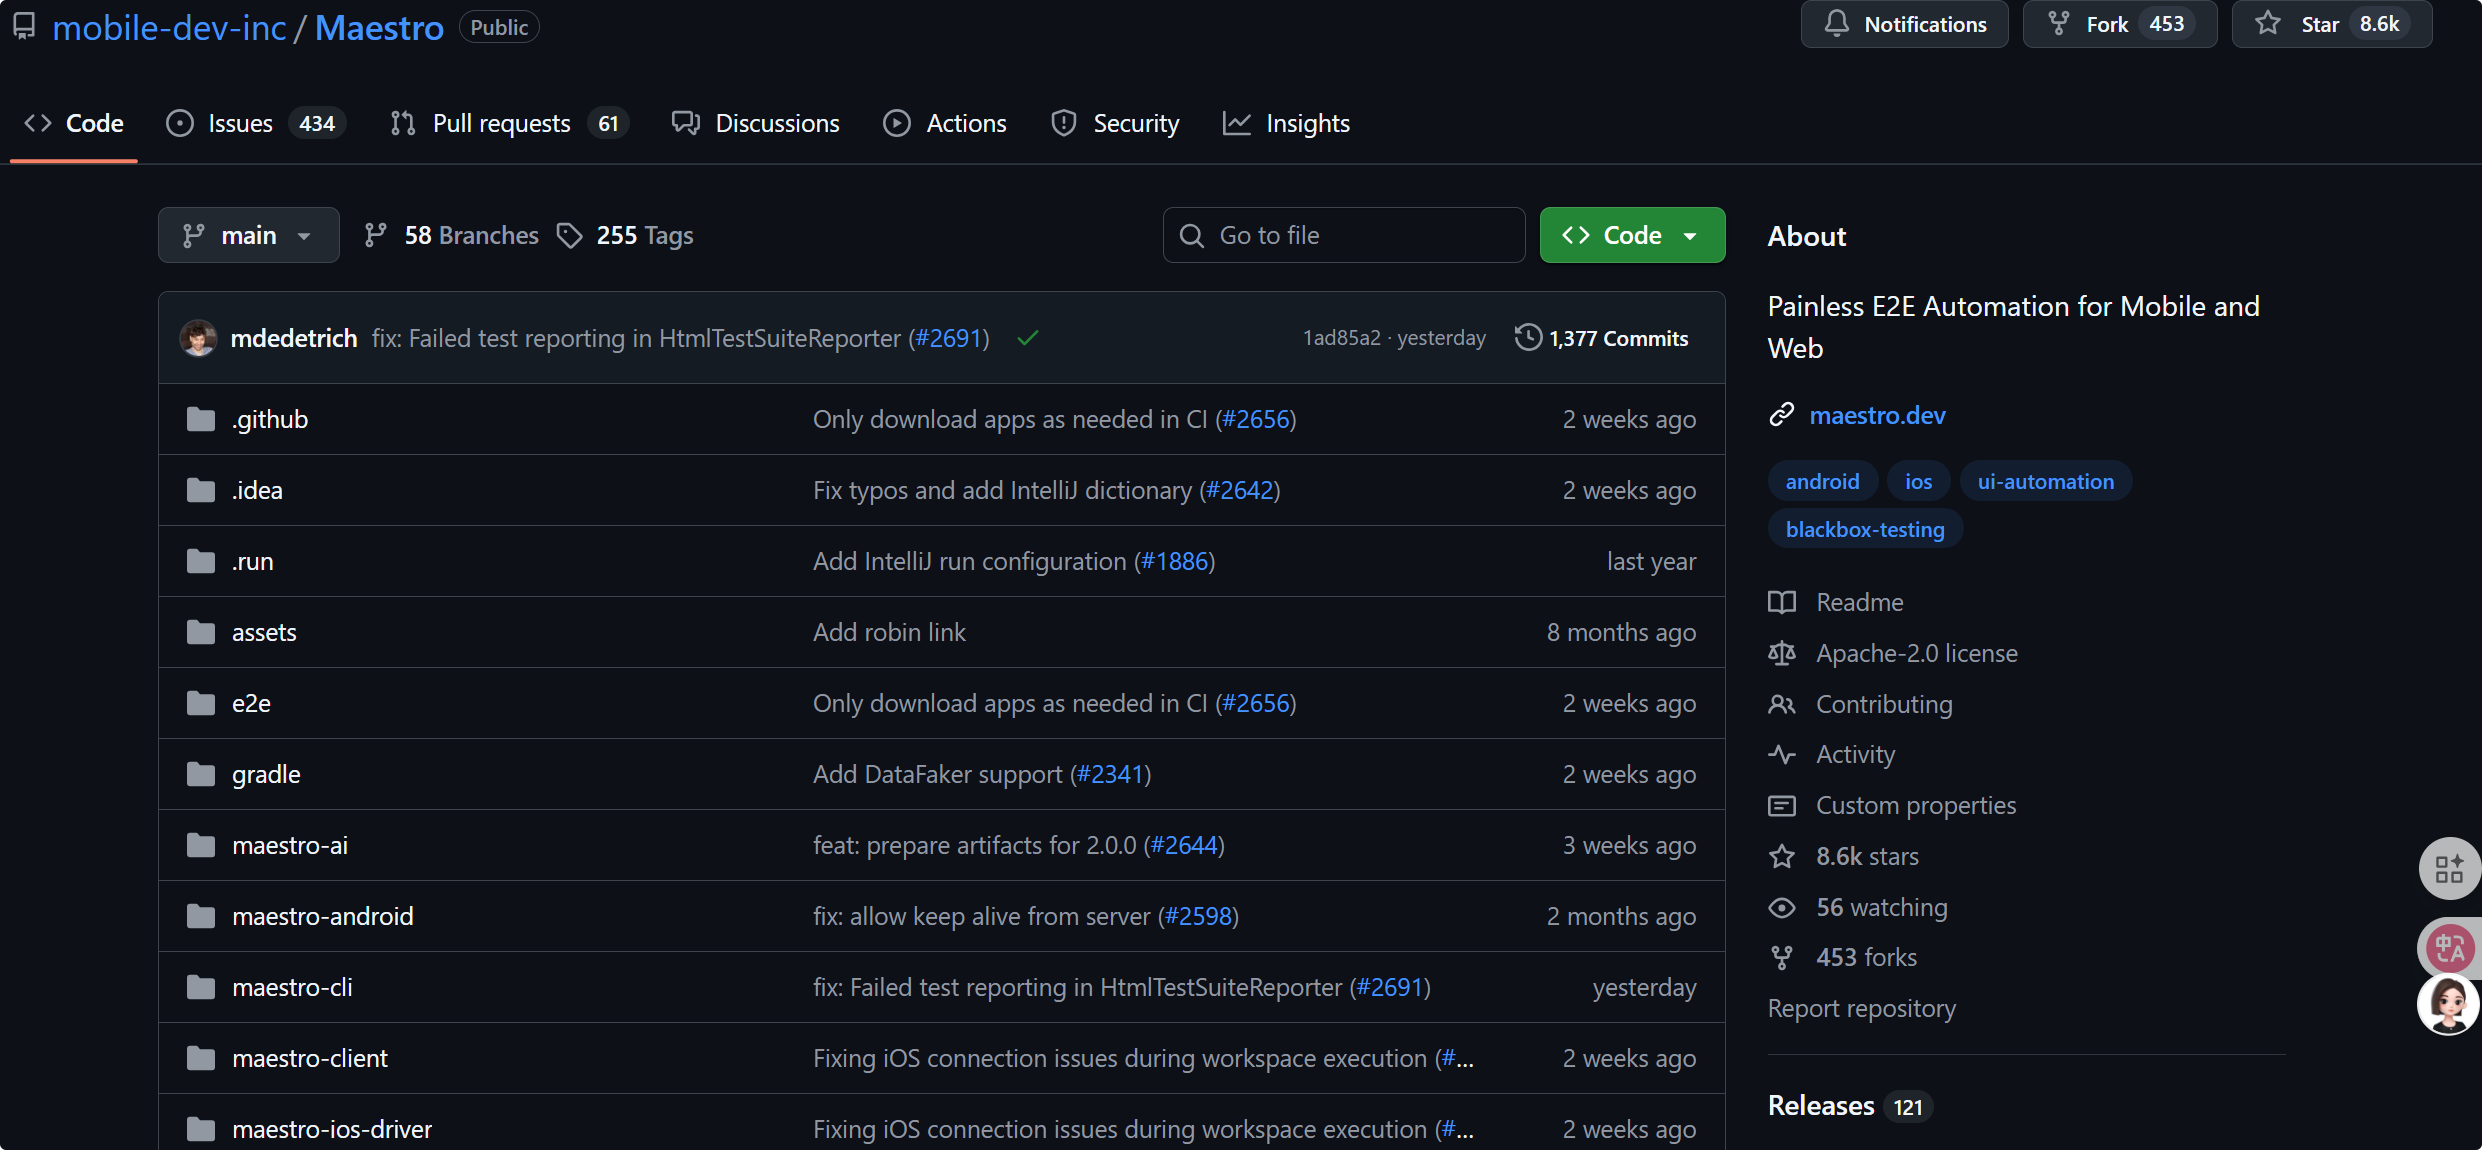 mobile-dev-inc / Maestro Public Notifications Fork 453 Star 8.6k
Code Issues 434 Pull requests 61 Discussions Actions Security Insights
main 58 Branches 255 Tags Go to file Code
mdedetrich fix: Failed test reporting in HtmlTestSuiteReporter (#2691) 1ad85a2 · yesterday 1,377 Commits
.github Only download apps as needed in CI (#2656) 2 weeks ago
.idea Fix typos and add IntelliJ dictionary (#2642) 2 weeks ago
.run Add IntelliJ run configuration (#1886) last year
assets Add robin link 8 months ago
e2e Only download apps as needed in CI (#2656) 2 weeks ago
gradle Add DataFaker support (#2341) 2 weeks ago
maestro-ai feat: prepare artifacts for 2.0.0 (#2644) 3 weeks ago
maestro-android fix: allow keep alive from server (#2598) 2 months ago
maestro-cli fix: Failed test reporting in HtmlTestSuiteReporter (#2691) yesterday
maestro-client Fixing iOS connection issues during workspace execution (#... 2 weeks ago
maestro-ios-driver Fixing iOS connection issues during workspace execution (#... 2 weeks ago
About
Painless E2E Automation for Mobile and
Web
maestro.dev
android ios ui-automation
blackbox-testing
Readme
Apache-2.0 license
Contributing
Activity
Custom properties
8.6k stars
56 watching
453 forks
Report repository
Releases 121
中A